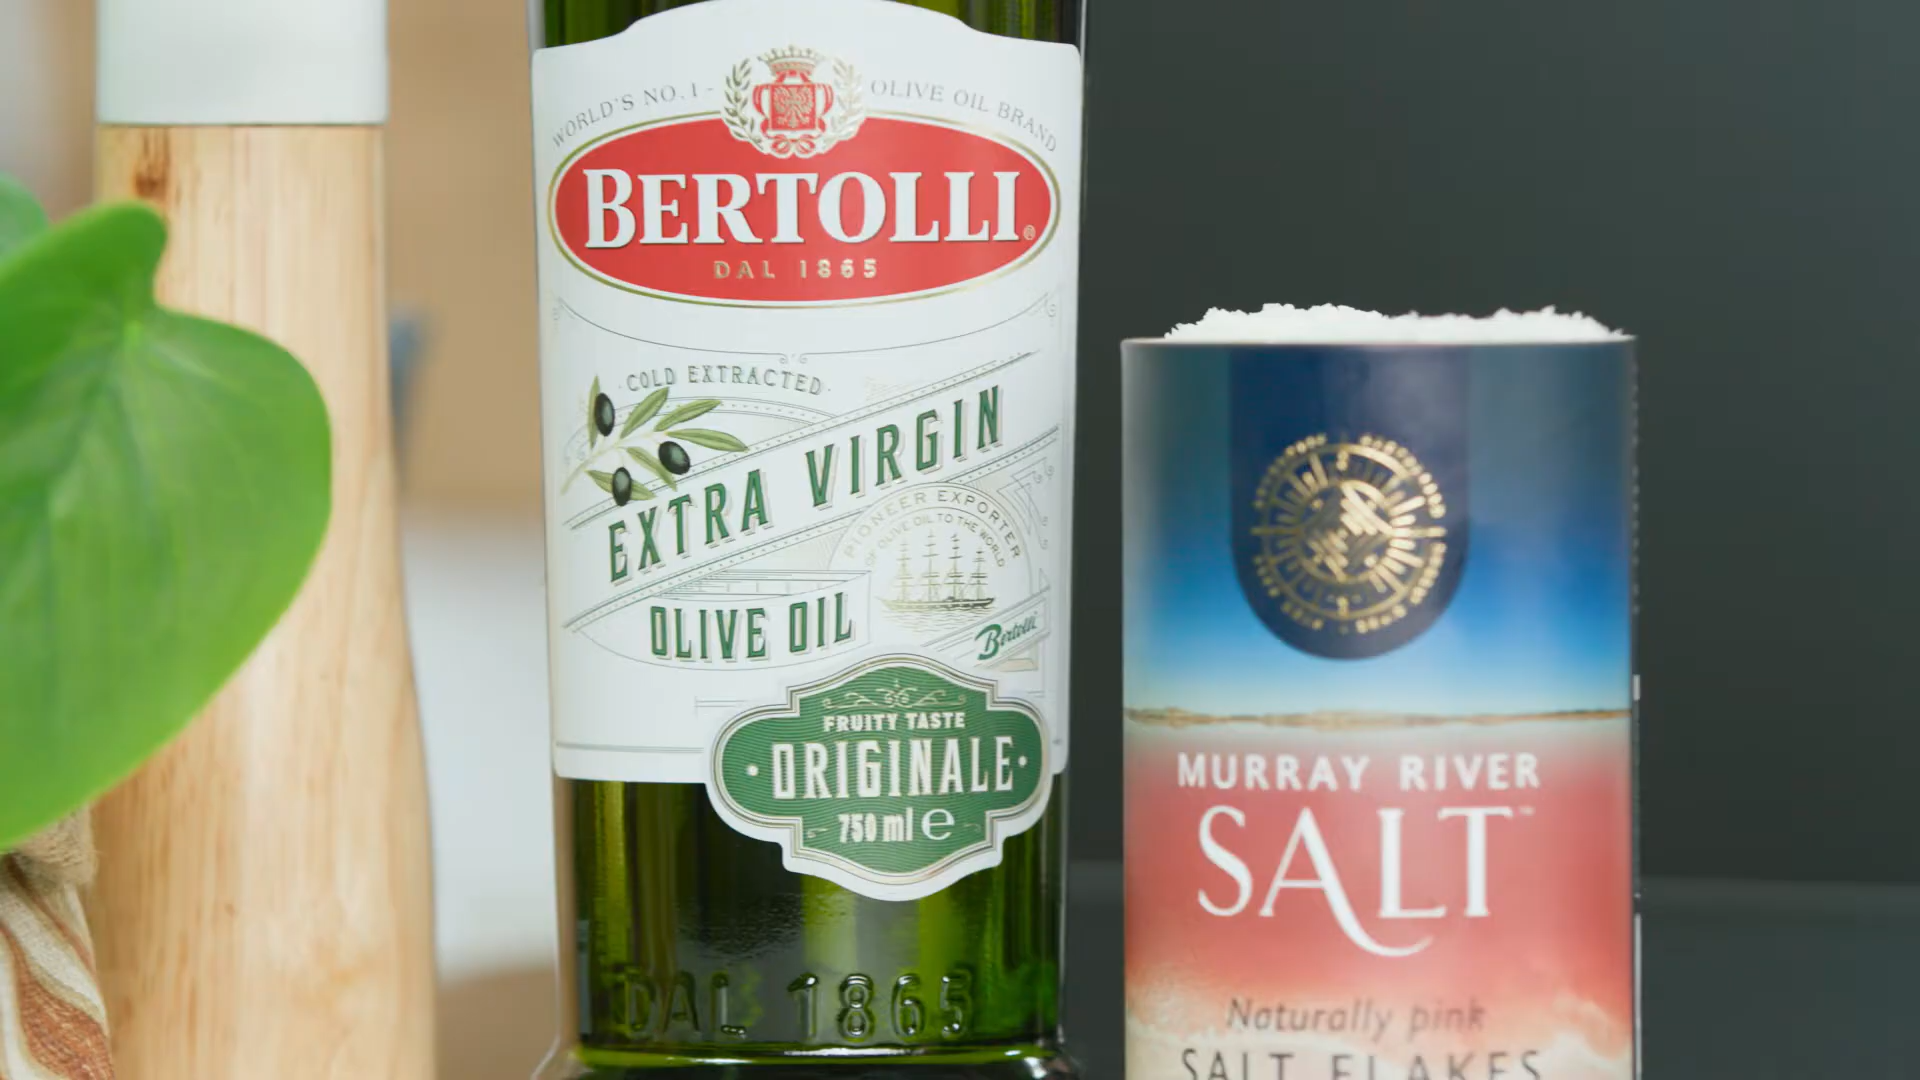 WORLD'S NO.1 - OLIVE OIL BRAND
BERTOLLI®
DAL 1865
·COLD EXTRACTED·
EXTRA VIRGIN
PIONEER EXPORTER
OF OLIVE OIL TO THE WORLD
OLIVE OIL
Bertolli
FRUITY TASTE
·ORIGINALE·
750 ml e
DAL 1865
MURRAY RIVER
SALT™
Naturally pink
SALT FLAKES